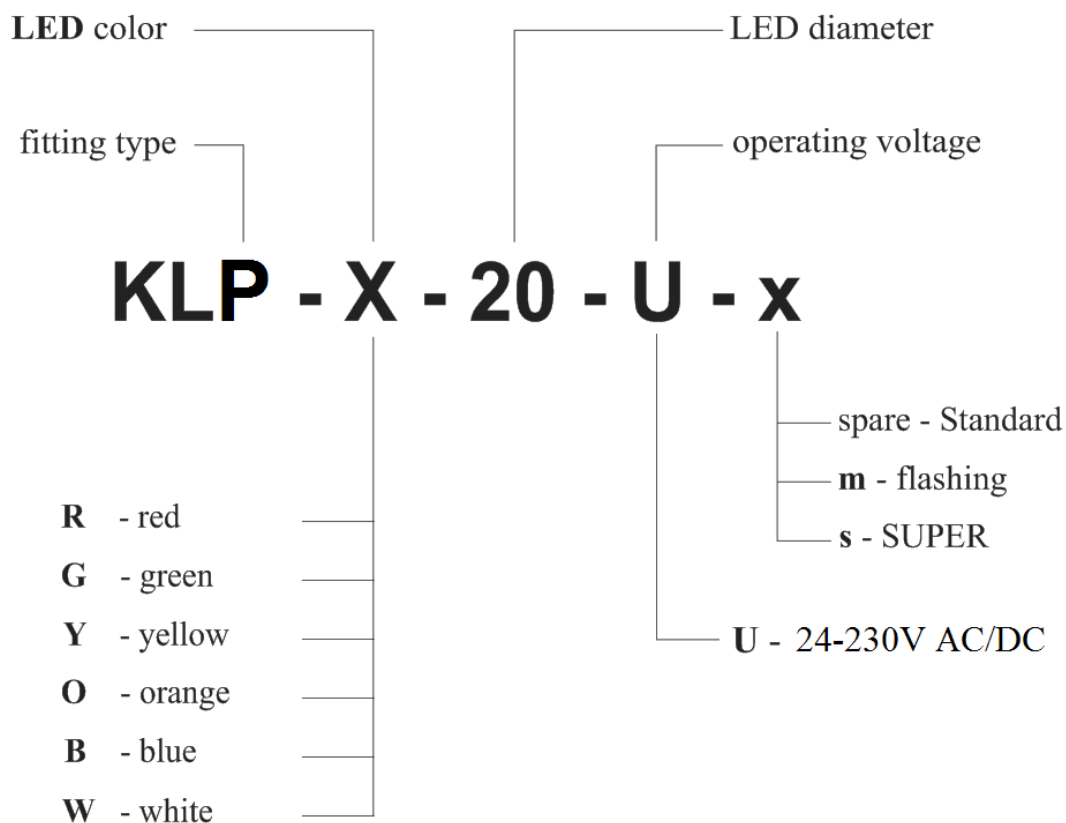 LED color
LED diameter
fitting type
operating voltage
KLP - X - 20 - U - x
spare - Standard
m - flashing
s - SUPER
R - red
G - green
Y - yellow
U - 24-230V AC/DC
O - orange
B - blue
W - white